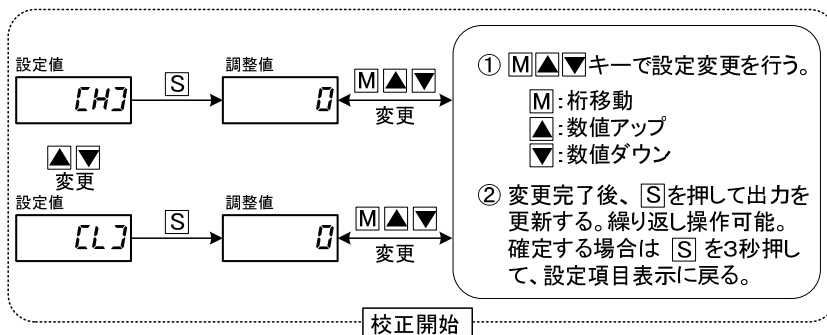 設定値
[H]
S
調整値
0
M▲▼
変更
▲▼
変更
設定値
[L]
S
調整値
0
M▲▼
変更
① M▲▼キーで設定変更を行う。
M:桁移動
▲:数値アップ
▼:数値ダウン
② 変更完了後、Sを押して出力を
更新する。繰り返し操作可能。
確定する場合は S を3秒押し
て、設定項目表示に戻る。
校正開始